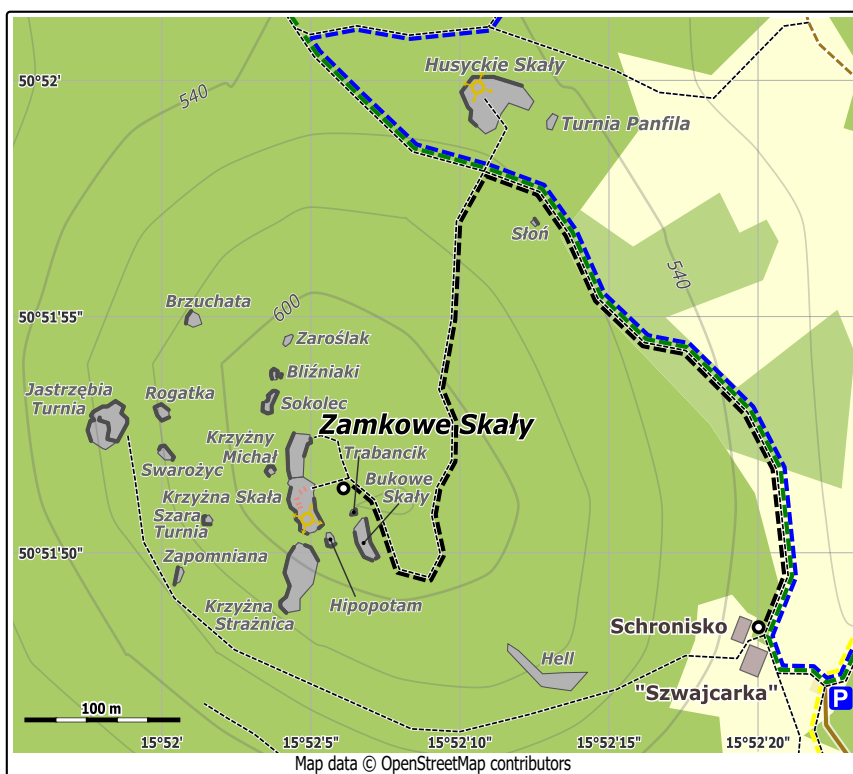 50°52'
540
Husyckie Skały
Turnia Panfila
Słoń
540
Brzuchata
600
50°51'55"
Zaroślak
Bliźniaki
Jastrzębia
Turnia
Rogatka
Sokolec
Zamkowe Skały
Krzyżny
Michał
Trabancik
Swarożyc
Bukowe
Skały
Krzyżna Skała
Szara
Turnia
50°51'50"
Zapomniana
Krzyżna
Strażnica
Hipopotam
Schronisko
Hell
"Szwajcarka"
P
100 m
15°52'
15°52'5"
15°52'10"
15°52'15"
15°52'20"
Map data © OpenStreetMap contributors